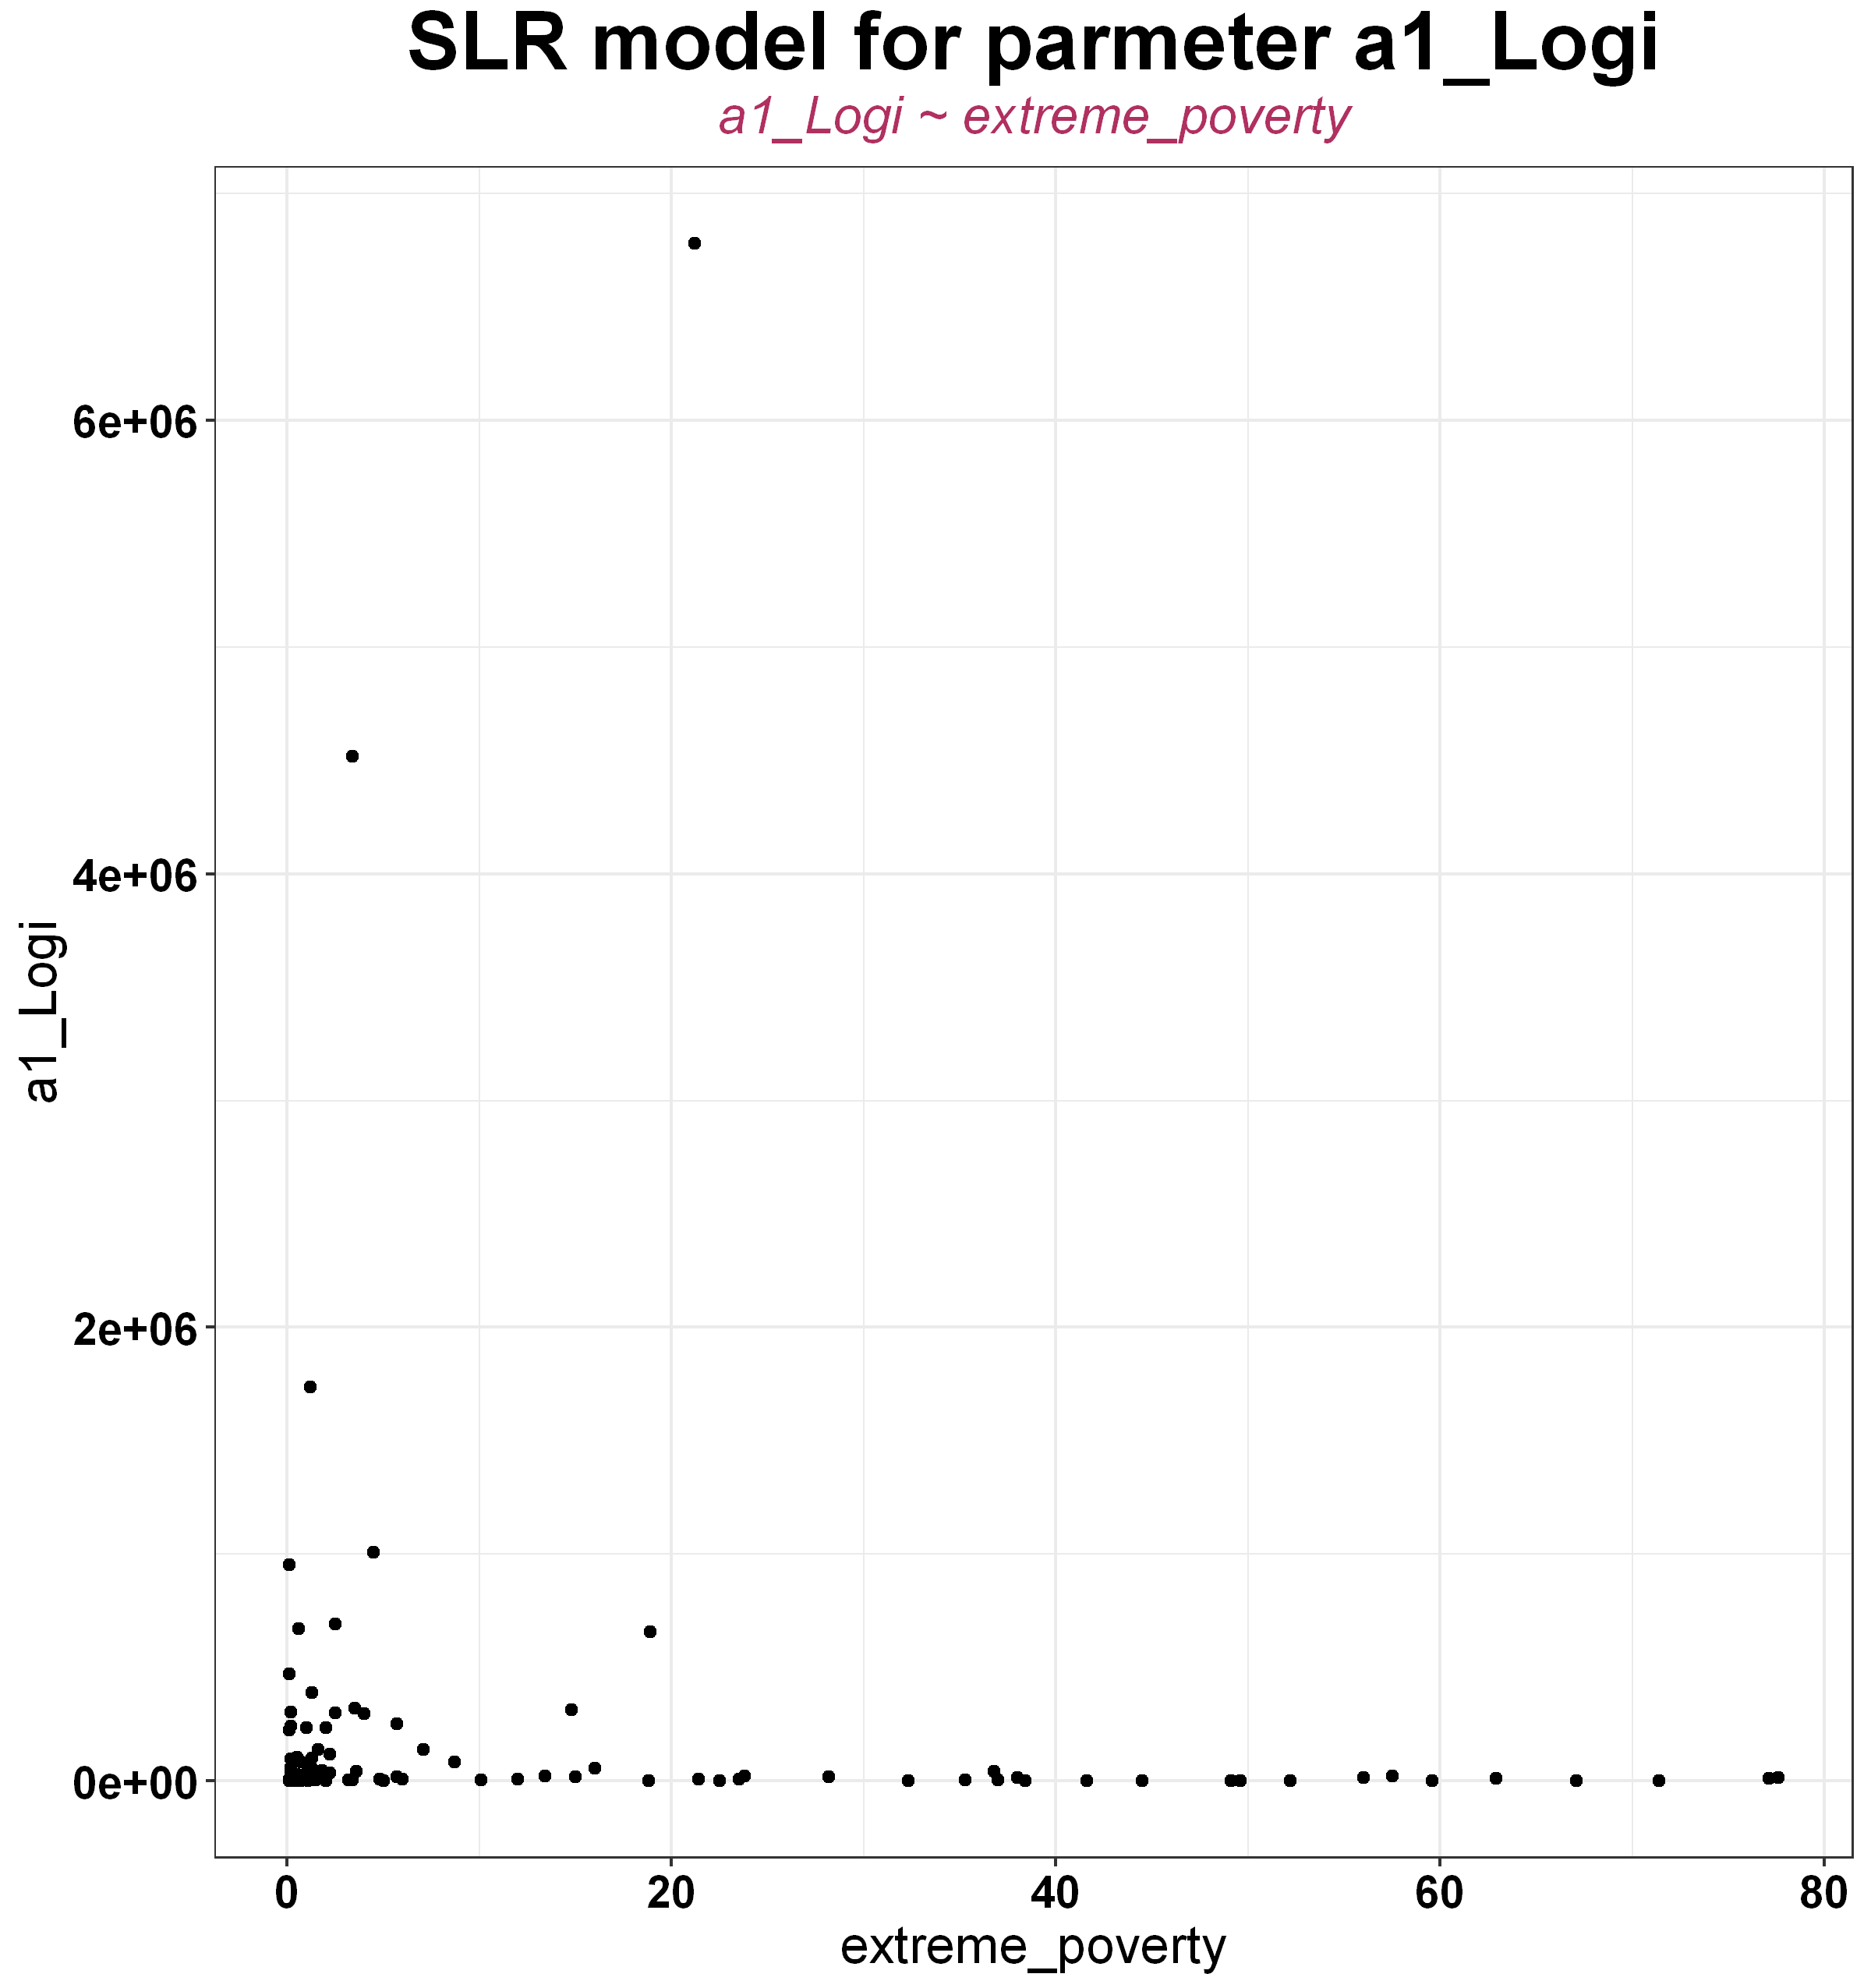 SLR model for parmeter a1_Logi
a1_Logi ~ extreme_poverty
6e+06
4e+06
2e+06
0e+00
a1_Logi
0 20 40 60 80
extreme_poverty